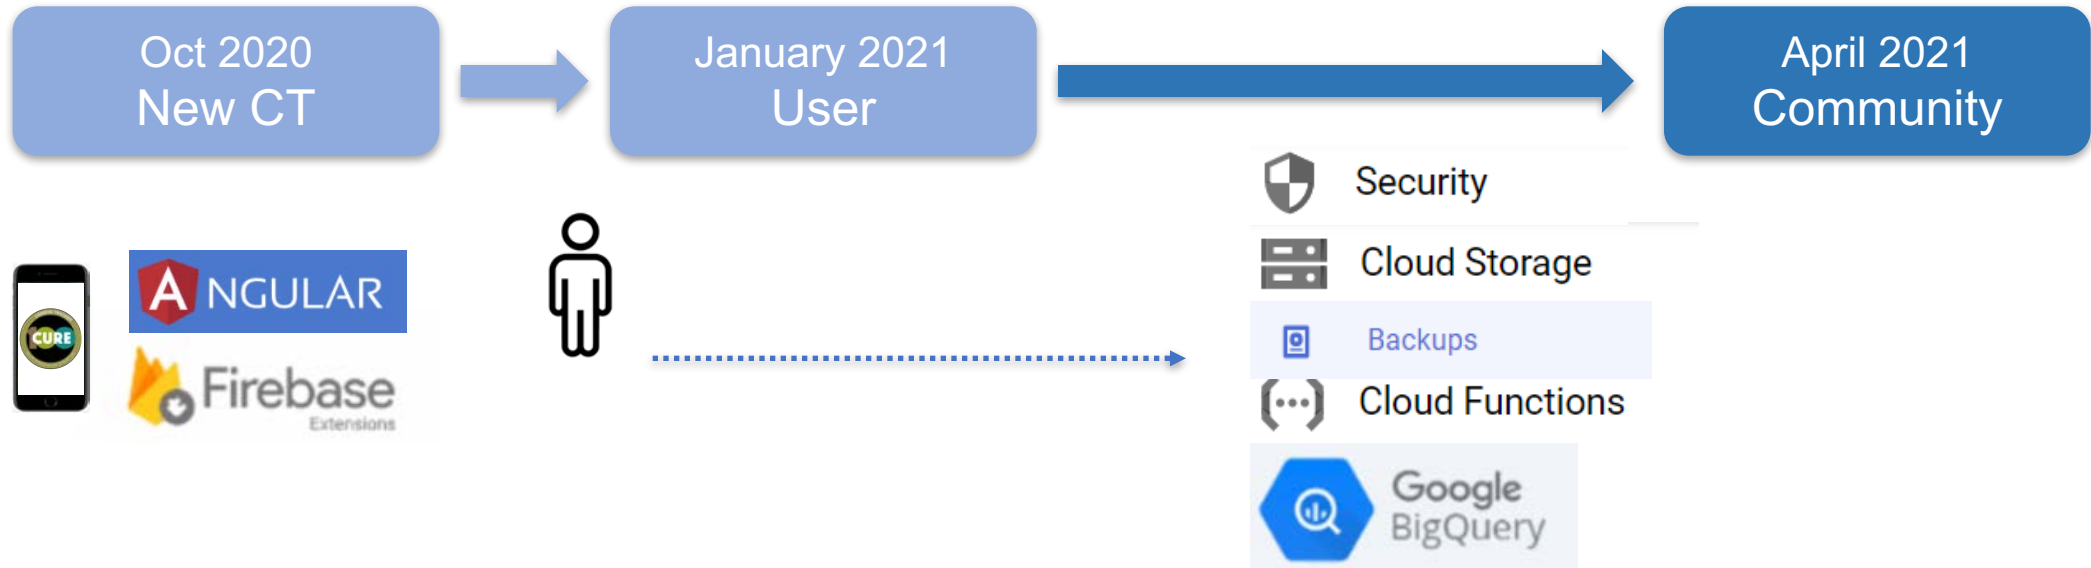 Oct 2020
New CT
January 2021
User
April 2021
Community
Security
Cloud Storage
Backups
Cloud Functions
Google
BigQuery
ANGULAR
Firebase
Extensions
CURE